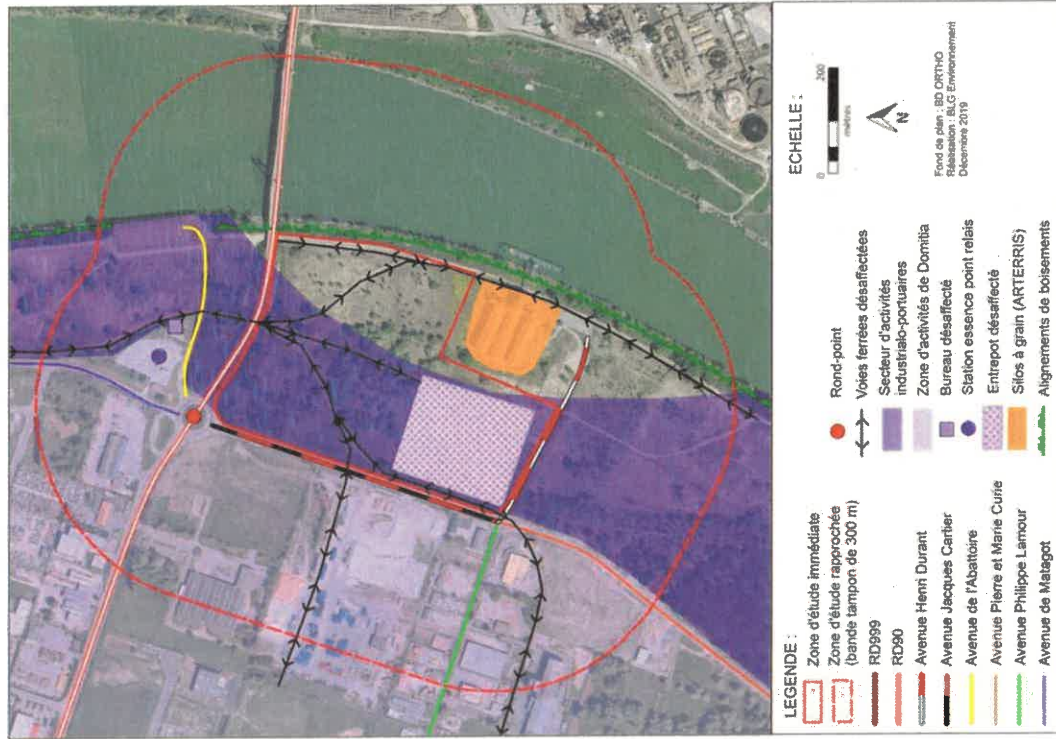 LEGENDE :
Zone d'étude immédiate
Zone d'étude rapprochée
(bande tampon de 300 m)
RD999
RD90
Avenue Henri Durant
Avenue Jacques Cartier
Avenue de l'Abattoire
Avenue Pierre et Marie Curie
Avenue Philippe Lamour
Avenue de Matagot
Rond-point
Voies ferrées désaffectées
Secteur d'activités
industrialo-portuaires
Zone d'activités de Domitia
Bureau désaffecté
Station essence point relais
Entrepot désaffecté
Silos à grain (ARTERRIS)
Alignements de boisements
ECHELLE :
0 200
mètres
N
Fond de plan : BD ORTHO
Réalisation : BLG Environnement
Décembre 2019